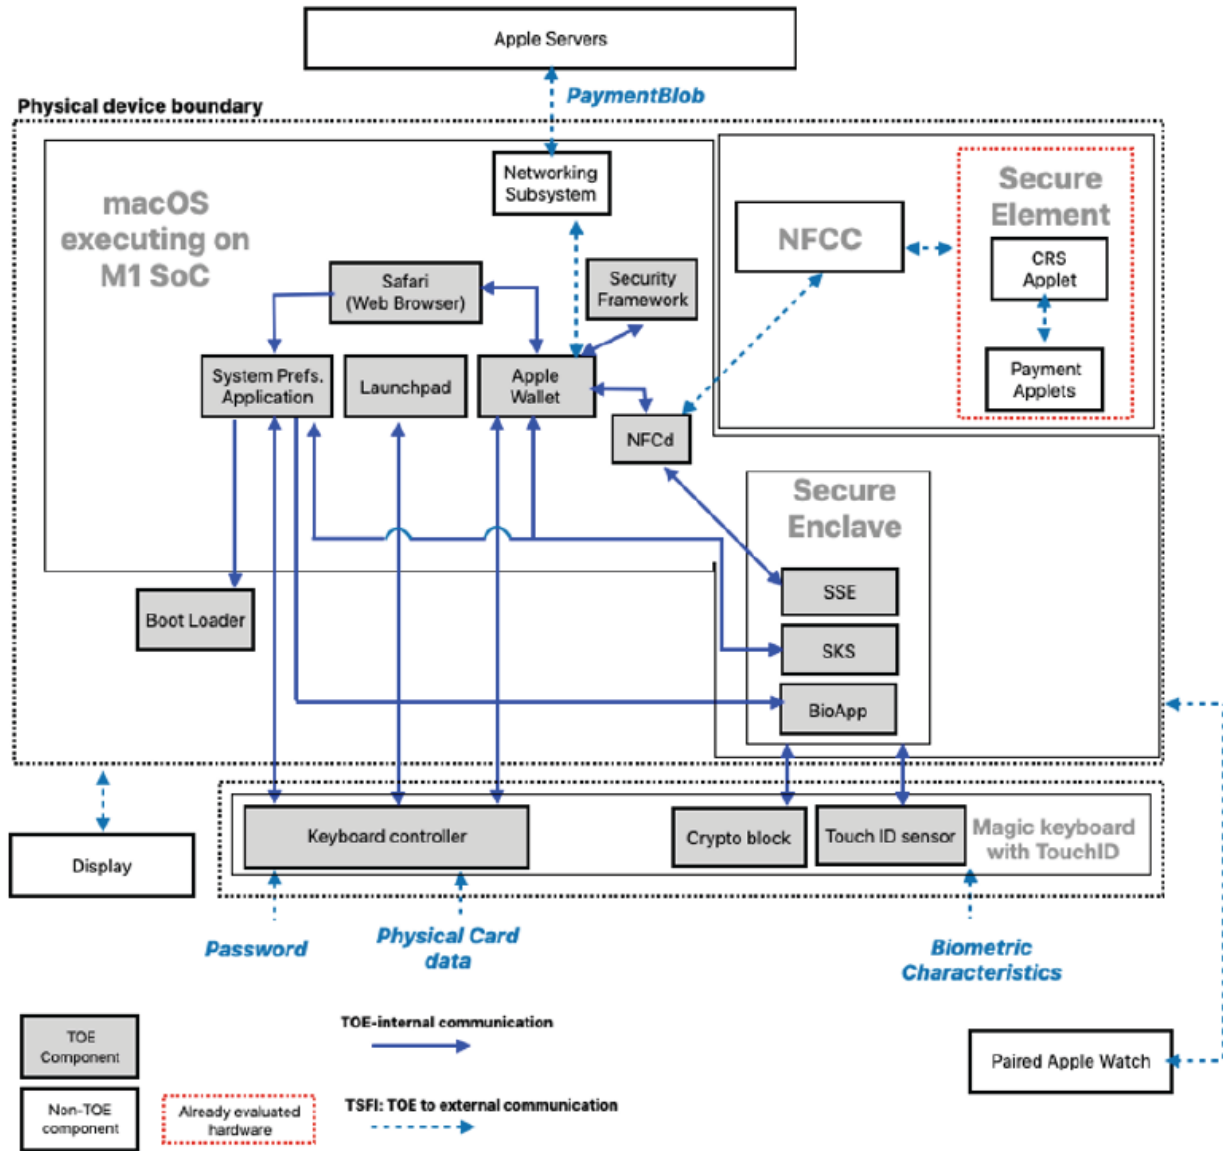 Apple Servers
PaymentBlob
Physical device boundary
macOS
executing on
M1 SoC
Networking
Subsystem
NFCC
Secure
Element
CRS
Applet
Payment
Applets
Safari
(Web Browser)
Security
Framework
System Prefs.
Application
Launchpad
Apple
Wallet
NFCd
Secure
Enclave
SSE
SKS
BioApp
Boot Loader
Keyboard controller
Crypto block
Touch ID sensor
Magic keyboard
with TouchID
Display
Password
Physical Card
data
Biometric
Characteristics
TOE
Component
TOE-internal communication
Paired Apple Watch
Non-TOE
component
Already evaluated
hardware
TSFI: TOE to external communication